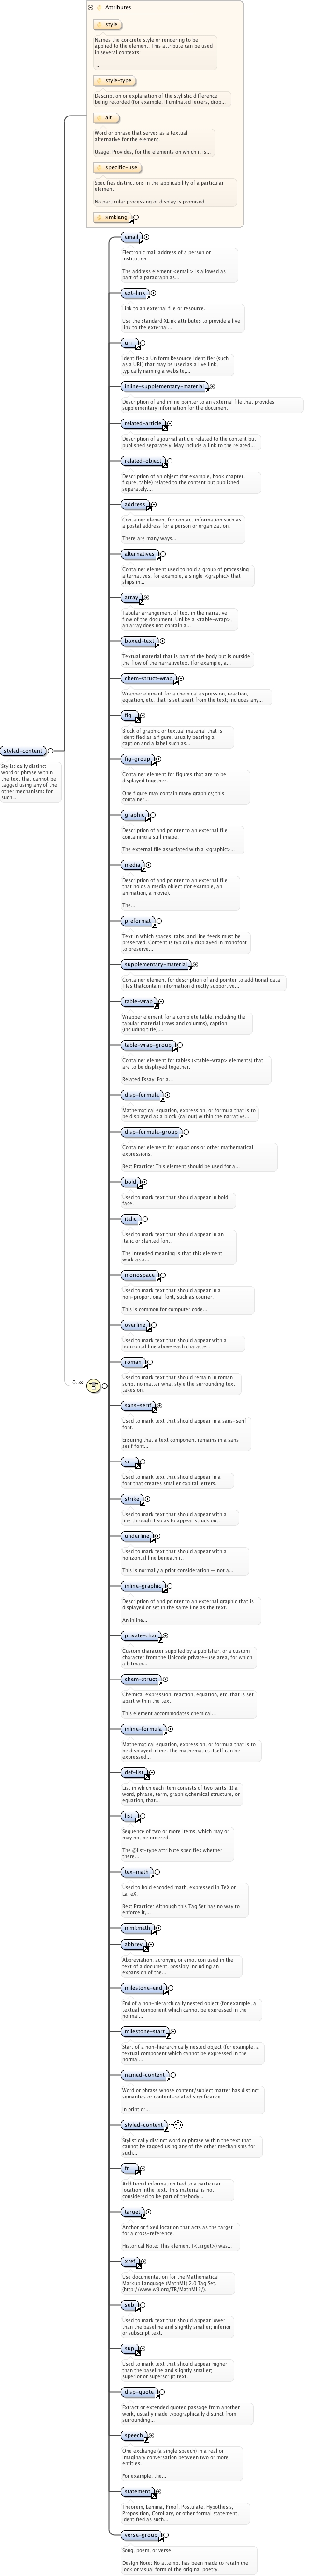 Attributes
style
Names the concrete style or rendering to be
applied to the element. This attribute can be used
in several contexts:
...
style-type
Description or explanation of the stylistic difference
being recorded (for example, illuminated letters, drop...
alt
Word or phrase that serves as a textual
alternative for the element.
Usage: Provides, for the elements on which it is...
specific-use
Specifies distinctions in the applicability of a particular
element.
No particular processing or display is promised...
xml:lang
email
Electronic mail address of a person or
institution.
The address element <email> is allowed as
part of a paragraph as...
ext-link
Link to an external file or resource.
Use the standard XLink attributes to provide a live
link to the external...
uri
Identifies a Uniform Resource Identifier (such
as a URL) that may be used as a live link,
typically naming a website,...
inline-supplementary-material
Description of and inline pointer to an external file that provides
supplementary information for the document.
related-article
Description of a journal article related to the content but
published separately. May include a link to the related...
related-object
Description of an object (for example, book chapter,
figure, table) related to the content but published
separately....
address
Container element for contact information such as
a postal address for a person or organization.
There are many ways...
alternatives
Container element used to hold a group of processing
alternatives, for example, a single <graphic> that
ships in...
array
Tabular arrangement of text in the narrative
flow of the document. Unlike a <table-wrap>,
an array does not contain a...
boxed-text
Textual material that is part of the body but is outside
the flow of the narrativetext (for example, a...
chem-struct-wrap
Wrapper element for a chemical expression, reaction,
equation, etc. that is set apart from the text; includes any...
fig
Block of graphic or textual material that is
identified as a figure, usually bearing a
caption and a label such as...
fig-group
Container element for figures that are to be
displayed together.
One figure may contain many graphics; this
container...
graphic
Description of and pointer to an external file
containing a still image.
The external file associated with a <graphic>...
media
Description of and pointer to an external file
that holds a media object (for example, an
animation, a movie).
The...
preformat
Text in which spaces, tabs, and line feeds must be
preserved. Content is typically displayed in monofont
to preserve...
supplementary-material
Container element for description of and pointer to additional data
files thatcontain information directly supportive...
table-wrap
Wrapper element for a complete table, including the
tabular material (rows and columns), caption
(including title),...
table-wrap-group
Container element for tables (<table-wrap> elements) that
are to be displayed together.
Related Essay: For a...
disp-formula
Mathematical equation, expression, or formula that is to
be displayed as a block (callout) within the narrative...
disp-formula-group
Container element for equations or other mathematical
expressions.
Best Practice: This element should be used for a...
bold
Used to mark text that should appear in bold
face.
italic
Used to mark text that should appear in an
italic or slanted font.
The intended meaning is that this element
work as a...
monospace
Used to mark text that should appear in a
non-proportional font, such as courier.
This is common for computer code...
overline
Used to mark text that should appear with a
horizontal line above each character.
roman
Used to mark text that should remain in roman
script no matter what style the surrounding text
takes on.
styled-content
Stylistically distinct
word or phrase within
the text that cannot be
tagged using any of the
other mechanisms for
such...
0..∞
sans-serif
Used to mark text that should appear in a sans-serif
font.
Ensuring that a text component remains in a sans
serif font...
sc
Used to mark text that should appear in a
font that creates smaller capital letters.
strike
Used to mark text that should appear with a
line through it so as to appear struck out.
underline
Used to mark text that should appear with a
horizontal line beneath it.
This is normally a print consideration — not a...
inline-graphic
Description of and pointer to an external graphic that is
displayed or set in the same line as the text.
An inline...
private-char
Custom character supplied by a publisher, or a custom
character from the Unicode private-use area, for which
a bitmap...
chem-struct
Chemical expression, reaction, equation, etc. that is set
apart within the text.
This element accommodates chemical...
inline-formula
Mathematical equation, expression, or formula that is to
be displayed inline. The mathematics itself can be
expressed...
def-list
List in which each item consists of two parts: 1) a
word, phrase, term, graphic,chemical structure, or
equation, that...
list
Sequence of two or more items, which may or
may not be ordered.
The @list-type attribute specifies whether
there...
tex-math
Used to hold encoded math, expressed in TeX or
LaTeX.
Best Practice: Although this Tag Set has no way to
enforce it,...
mml:math
abbrev
Abbreviation, acronym, or emoticon used in the
text of a document, possibly including an
expansion of the...
milestone-end
End of a non-hierarchically nested object (for example, a
textual component which cannot be expressed in the
normal...
milestone-start
Start of a non-hierarchically nested object (for example, a
textual component which cannot be expressed in the
normal...
named-content
Word or phrase whose content/subject matter has distinct
semantics or content-related significance.
In print or...
styled-content
Stylistically distinct word or phrase within the text that
cannot be tagged using any of the other mechanisms for
such...
fn
Additional information tied to a particular
location inthe text. This material is not
considered to be part of thebody...
target
Anchor or fixed location that acts as the target
for a cross-reference.
Historical Note: This element (<target>) was...
xref
Use documentation for the Mathematical
Markup Language (MathML) 2.0 Tag Set.
(http://www.w3.org/TR/MathML2/).
sub
Used to mark text that should appear lower
than the baseline and slightly smaller; inferior
or subscript text.
sup
Used to mark text that should appear higher
than the baseline and slightly smaller;
superior or superscript text.
disp-quote
Extract or extended quoted passage from another
work, usually made typographically distinct from
surrounding...
speech
One exchange (a single speech) in a real or
imaginary conversation between two or more
entities.
For example, the...
statement
Theorem, Lemma, Proof, Postulate, Hypothesis,
Proposition, Corollary, or other formal statement,
identified as such...
verse-group
Song, poem, or verse.
Design Note: No attempt has been made to retain the
look or visual form of the original poetry.